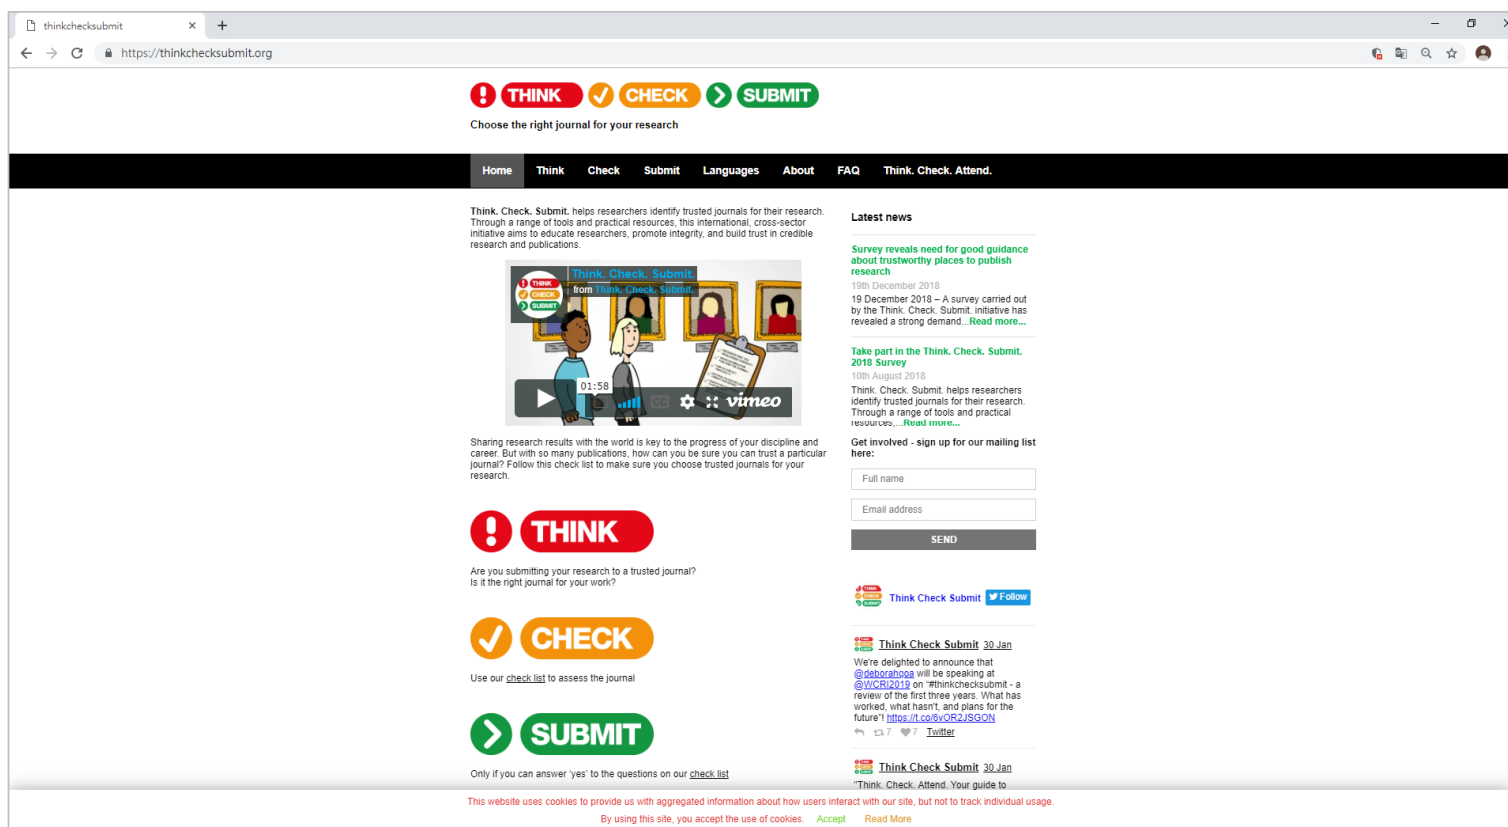 thinkchecksubmit
https://thinkchecksubmit.org
THINK CHECK SUBMIT
Choose the right journal for your research
Home Think Check Submit Languages About FAQ Think. Check. Attend.
Think. Check. Submit. helps researchers identify trusted journals for their research.
Through a range of tools and practical resources, this international, cross-sector
initiative aims to educate researchers, promote integrity, and build trust in credible
research and publications.
THINK
CHECK
SUBMIT
Think. Check. Submit.
from Think. Check. Submit.
01:58
CC
vimeo
Sharing research results with the world is key to the progress of your discipline and
career. But with so many publications, how can you be sure you can trust a particular
journal? Follow this check list to make sure you choose trusted journals for your
research.
THINK
Are you submitting your research to a trusted journal?
Is it the right journal for your work?
CHECK
Use our check list to assess the journal
SUBMIT
Only if you can answer 'yes' to the questions on our check list
Latest news
Survey reveals need for good guidance
about trustworthy places to publish
research
19th December 2018
19 December 2018 – A survey carried out
by the Think. Check. Submit. initiative has
revealed a strong demand...Read more...
Take part in the Think. Check. Submit.
2018 Survey
10th August 2018
Think. Check. Submit. helps researchers
identify trusted journals for their research.
Through a range of tools and practical
resources,...Read more...
Get involved - sign up for our mailing list
here:
Full name
Email address
SEND
Think Check Submit Follow
Think Check Submit 30 Jan
We're delighted to announce that
@deborahqoa will be speaking at
@WCRI2019 on "#thinkchecksubmit - a
review of the first three years. What has
worked, what hasn't, and plans for the
future"! https://t.co/6vOR2JSGON
7 7 Twitter
Think Check Submit 30 Jan
"Think. Check. Attend. Your guide to
This website uses cookies to provide us with aggregated information about how users interact with our site, but not to track individual usage.
By using this site, you accept the use of cookies. Accept Read More